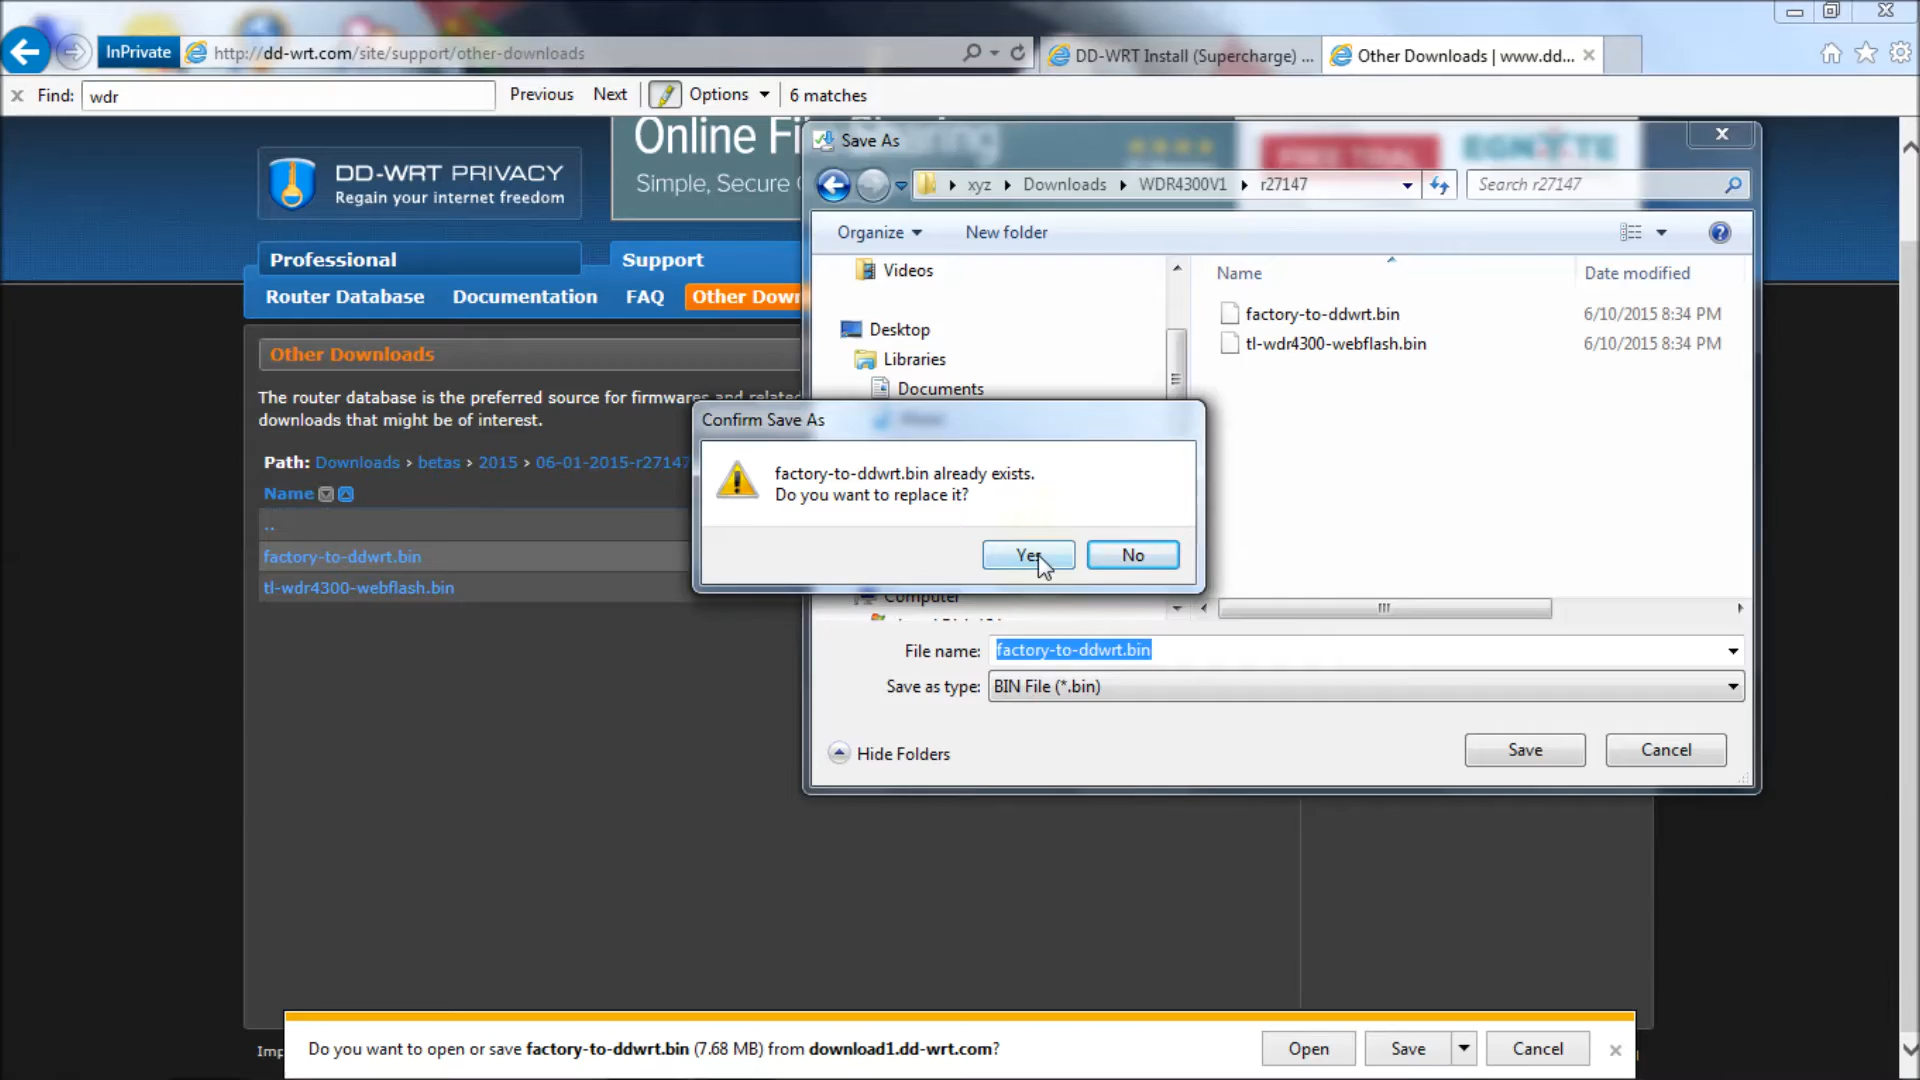 InPrivate
http://dd-wrt.com/site/support/other-downloads
DD-WRT Install (Supercharge) ...
Other Downloads | www.dd...
Find:
wdr
Previous
Next
Options
6 matches
DD-WRT PRIVACY
Regain your internet freedom
Online
Simple, Secure
FREE TRIAL
EGNYTE
Professional
Support
Router Database
Documentation
FAQ
Other Down
Other Downloads
The router database is the preferred source for firmwares and related
downloads that might be of interest.
Path: Downloads › betas › 2015 › 06-01-2015-r27147
Name
..
factory-to-ddwrt.bin
tl-wdr4300-webflash.bin
Save As
xyz
Downloads
WDR4300V1
r27147
Search r27147
Organize
New folder
Videos
Desktop
Libraries
Documents
Computer
Name
Date modified
factory-to-ddwrt.bin
6/10/2015 8:34 PM
tl-wdr4300-webflash.bin
6/10/2015 8:34 PM
Confirm Save As
factory-to-ddwrt.bin already exists.
Do you want to replace it?
Yes
No
File name:
factory-to-ddwrt.bin
Save as type:
BIN File (*.bin)
Hide Folders
Save
Cancel
Do you want to open or save factory-to-ddwrt.bin (7.68 MB) from download1.dd-wrt.com?
Open
Save
Cancel
Imp